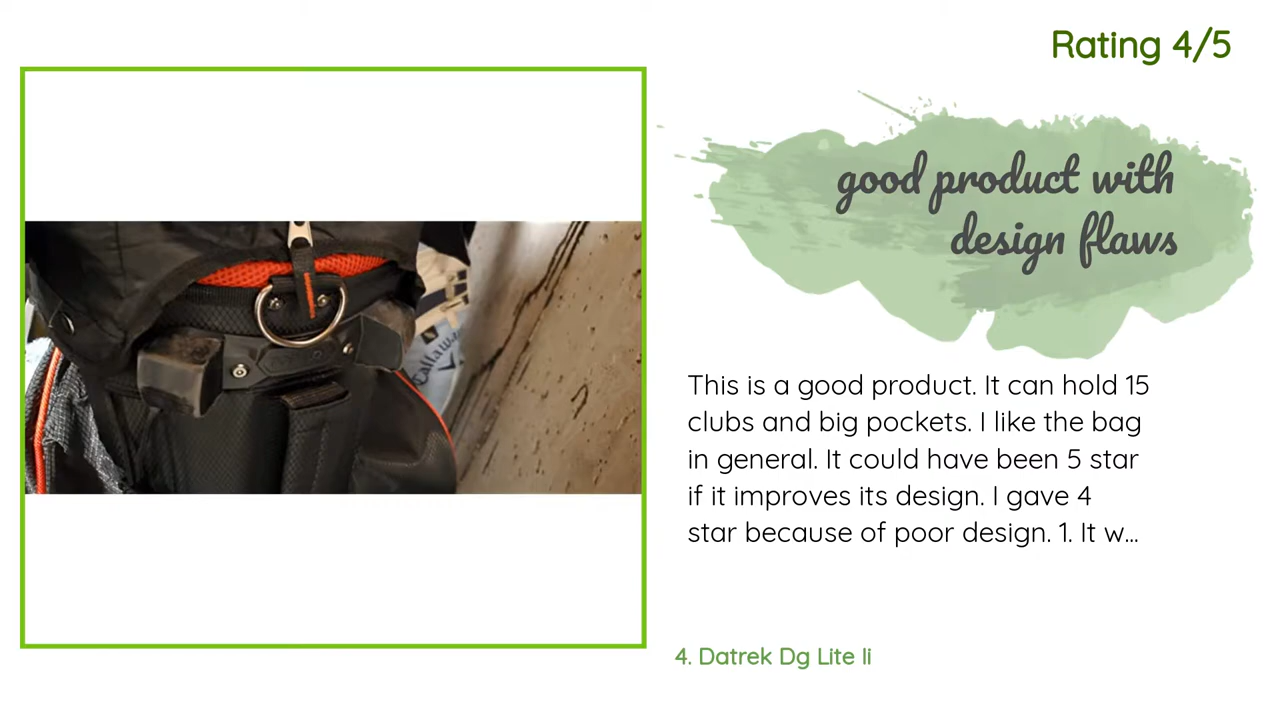 Rating 4/5
good product with
design flaws
Callaway
This is a good product. It can hold 15
clubs and big pockets. I like the bag
in general. It could have been 5 star
if it improves its design. I gave 4
star because of poor design. 1. It w...
4. Datrek Dg Lite Ii